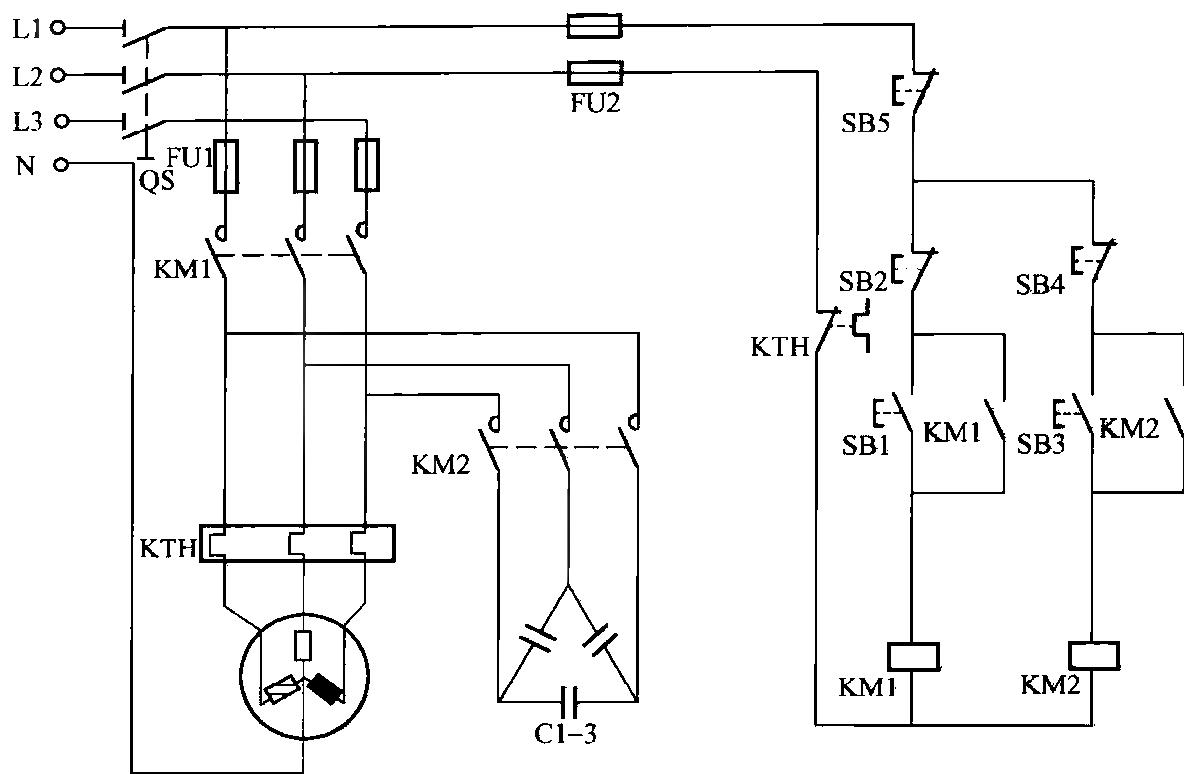 L1
L2
L3
N
QS
FU1
FU2
SB5
KM1
SB2
SB4
KTH
SB1
KM1
SB3
KM2
KM2
KTH
KM1
KM2
C1-3